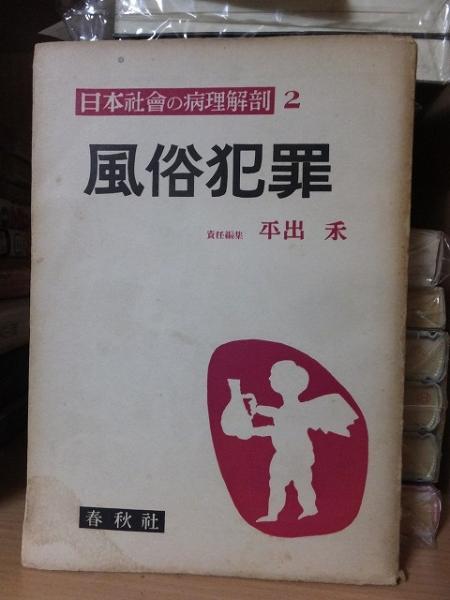 日本社會の病理解剖 2
風俗犯罪
責任編集 平出 禾
春秋社